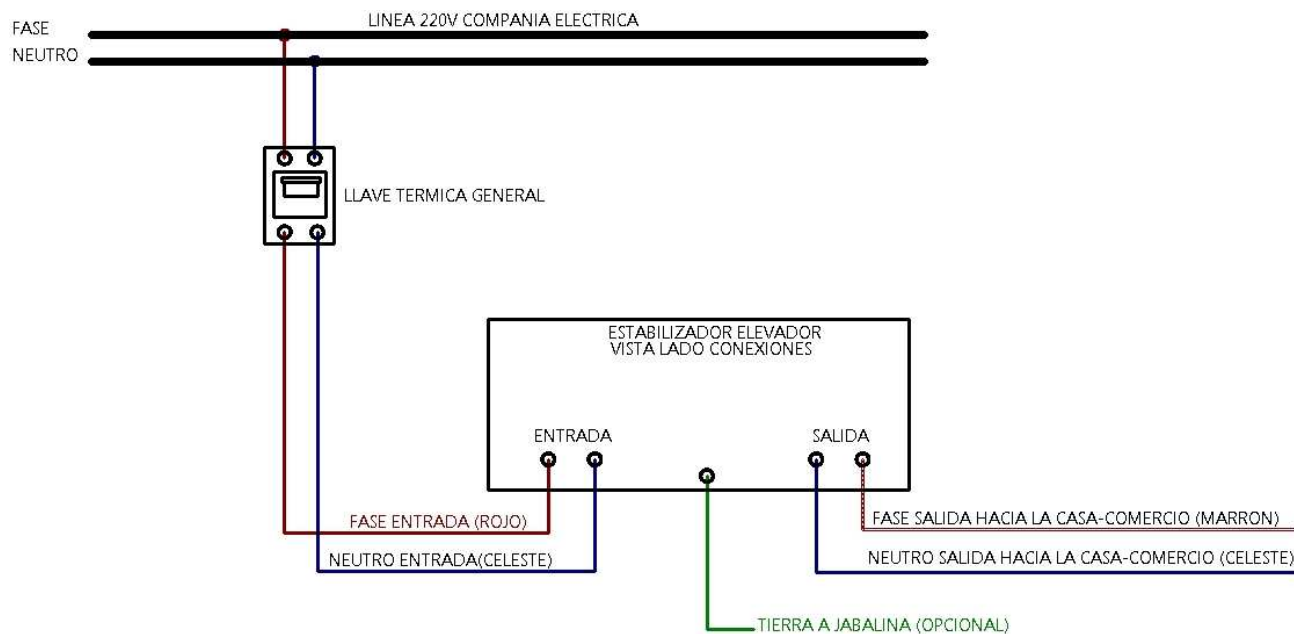 LINEA 220V COMPANIA ELECTRICA
FASE
NEUTRO
LLAVE TERMICA GENERAL
ESTABILIZADOR ELEVADOR
VISTA LADO CONEXIONES
ENTRADA
SALIDA
FASE ENTRADA (ROJO)
FASE SALIDA HACIA LA CASA-COMERCIO (MARRON)
NEUTRO ENTRADA(CELESTE)
NEUTRO SALIDA HACIA LA CASA-COMERCIO (CELESTE)
TIERRA A JABALINA (OPCIONAL)